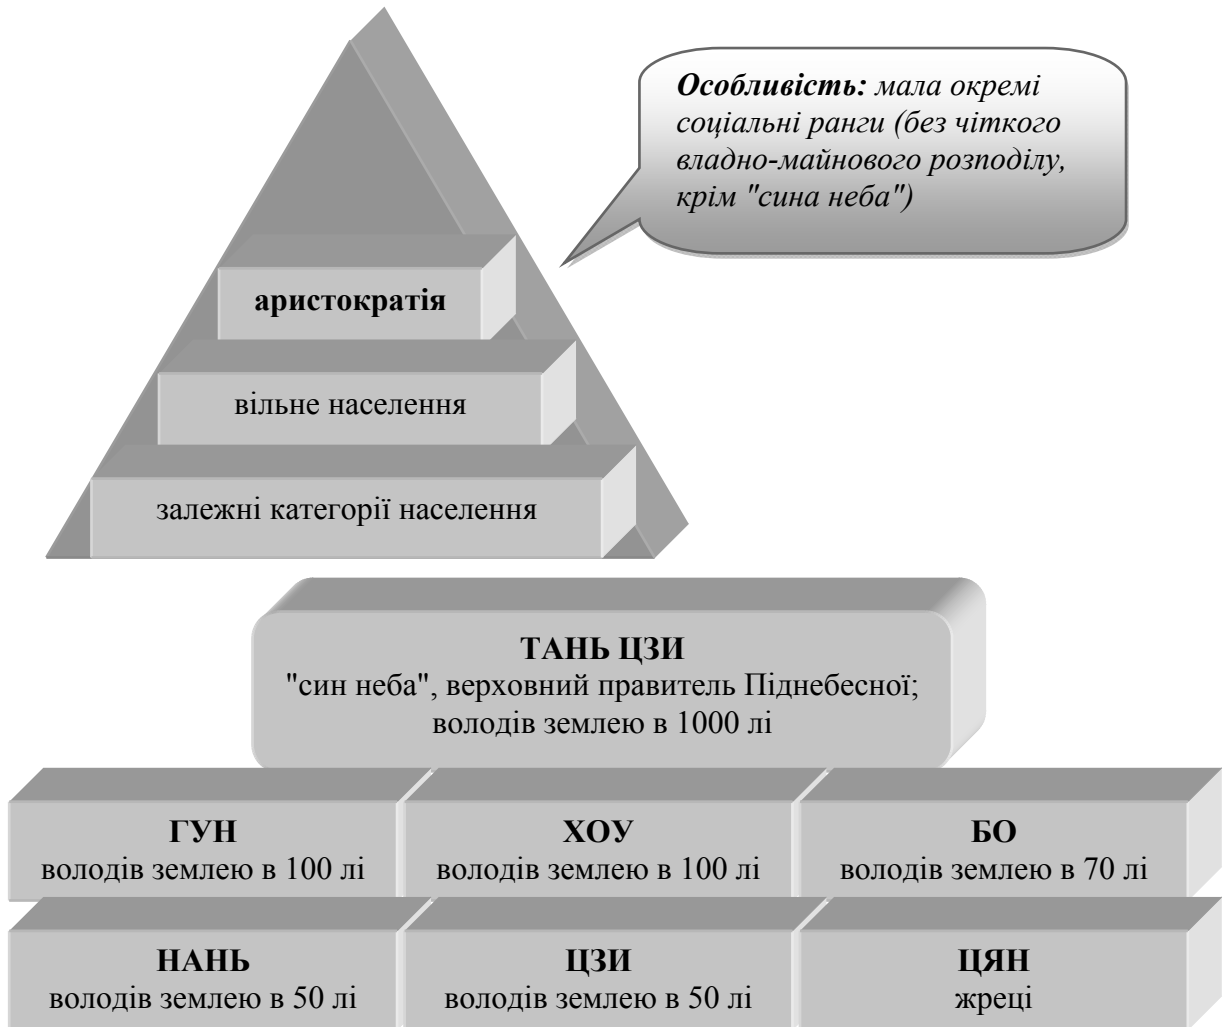 Особливість: мала окремі
соціальні ранги (без чіткого
владно-майнового розподілу,
крім "сина неба")
аристократія
вільне населення
залежні категорії населення
ТАНЬ ЦЗИ
"син неба", верховний правитель Піднебесної;
володів землею в 1000 лі
ГУН
володів землею в 100 лі
ХОУ
володів землею в 100 лі
БО
володів землею в 70 лі
НАНЬ
володів землею в 50 лі
ЦЗИ
володів землею в 50 лі
ЦЯН
жреці